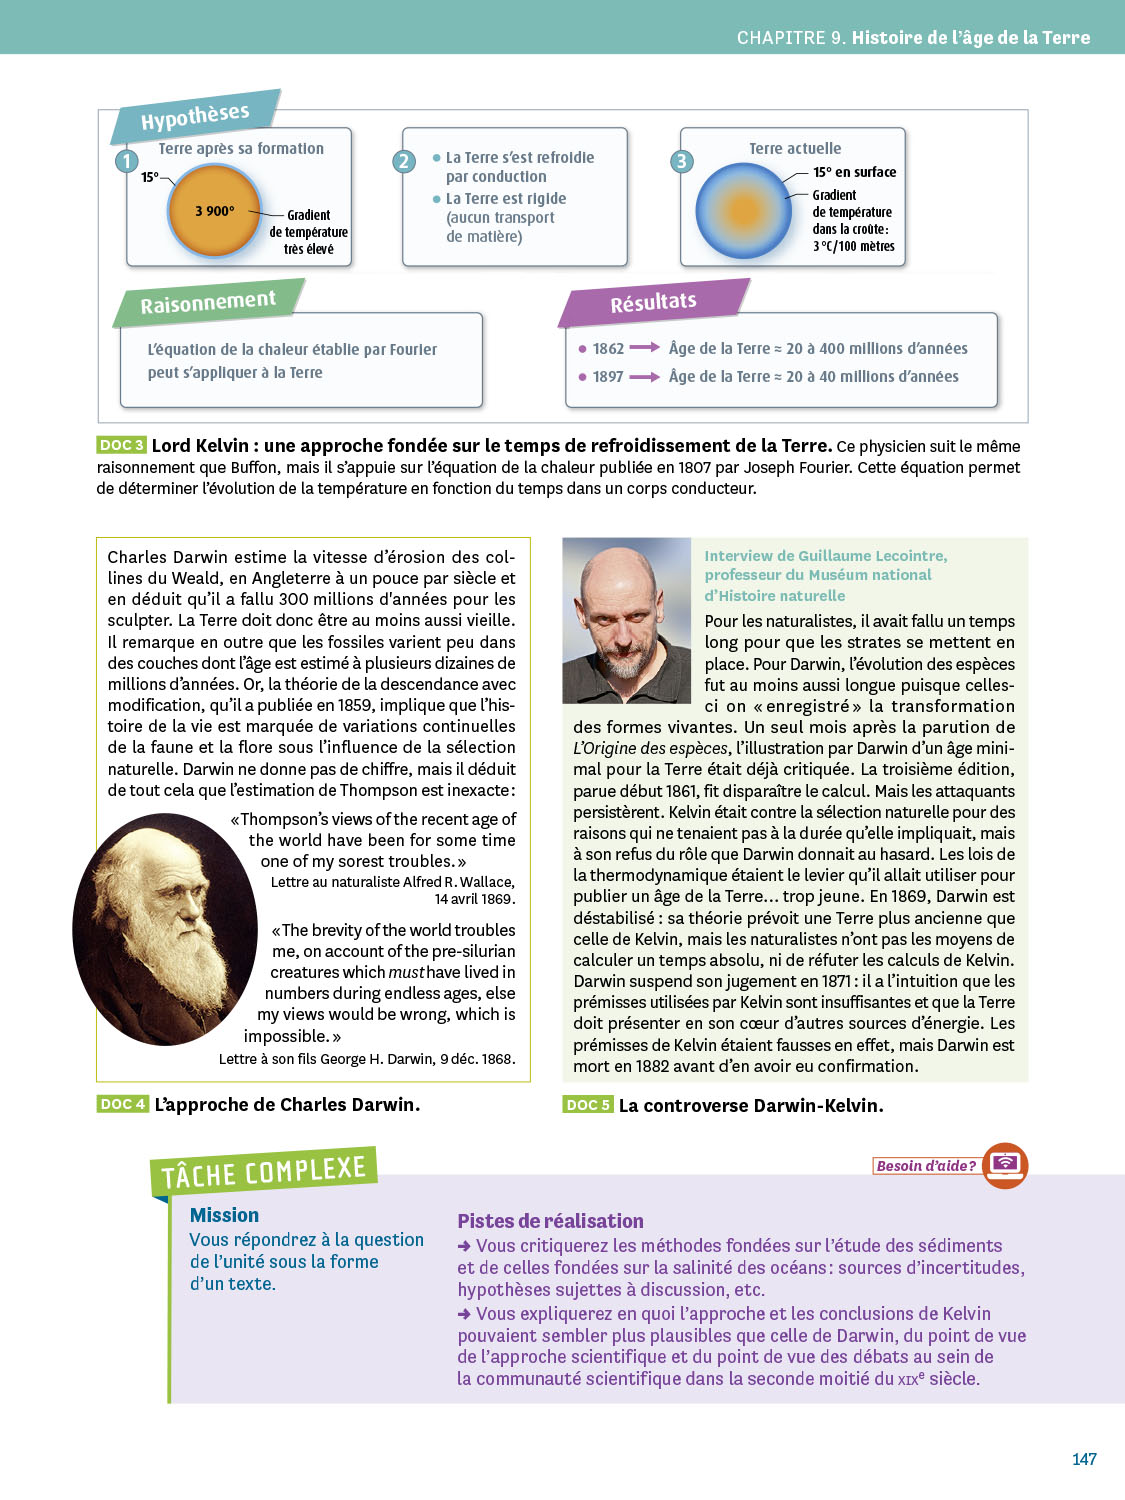 CHAPITRE 9. Histoire de l'âge de la Terre
Hypothèses
1
Terre après sa formation
15°
3 900°
Gradient
de température
très élevé
2
• La Terre s'est refroidie
par conduction
• La Terre est rigide
(aucun transport
de matière)
3
Terre actuelle
15° en surface
Gradient
de température
dans la croûte :
3 °C/100 mètres
Raisonnement
L'équation de la chaleur établie par Fourier
peut s'appliquer à la Terre
Résultats
• 1862 → Âge de la Terre ≈ 20 à 400 millions d'années
• 1897 → Âge de la Terre ≈ 20 à 40 millions d'années
DOC 3 Lord Kelvin : une approche fondée sur le temps de refroidissement de la Terre. Ce physicien suit le même
raisonnement que Buffon, mais il s'appuie sur l'équation de la chaleur publiée en 1807 par Joseph Fourier. Cette équation permet
de déterminer l'évolution de la température en fonction du temps dans un corps conducteur.
Charles Darwin estime la vitesse d'érosion des col-
lines du Weald, en Angleterre à un pouce par siècle et
en déduit qu'il a fallu 300 millions d'années pour les
sculpter. La Terre doit donc être au moins aussi vieille.
Il remarque en outre que les fossiles varient peu dans
des couches dont l'âge est estimé à plusieurs dizaines de
millions d'années. Or, la théorie de la descendance avec
modification, qu'il a publiée en 1859, implique que l'his-
toire de la vie est marquée de variations continuelles
de la faune et la flore sous l'influence de la sélection
naturelle. Darwin ne donne pas de chiffre, mais il déduit
de tout cela que l'estimation de Thompson est inexacte :
« Thompson's views of the recent age of
the world have been for some time
one of my sorest troubles. »
Lettre au naturaliste Alfred R. Wallace,
14 avril 1869.
« The brevity of the world troubles
me, on account of the pre-silurian
creatures which must have lived in
numbers during endless ages, else
my views would be wrong, which is
impossible. »
Lettre à son fils George H. Darwin, 9 déc. 1868.
DOC 4 L'approche de Charles Darwin.
Interview de Guillaume Lecointre,
professeur du Muséum national
d'Histoire naturelle
Pour les naturalistes, il avait fallu un temps
long pour que les strates se mettent en
place. Pour Darwin, l'évolution des espèces
fut au moins aussi longue puisque celles-
ci on « enregistré » la transformation
des formes vivantes. Un seul mois après la parution de
L'Origine des espèces, l'illustration par Darwin d'un âge mini-
mal pour la Terre était déjà critiquée. La troisième édition,
parue début 1861, fit disparaître le calcul. Mais les attaquants
persistèrent. Kelvin était contre la sélection naturelle pour des
raisons qui ne tenaient pas à la durée qu'elle impliquait, mais
à son refus du rôle que Darwin donnait au hasard. Les lois de
la thermodynamique étaient le levier qu'il allait utiliser pour
publier un âge de la Terre... trop jeune. En 1869, Darwin est
déstabilisé : sa théorie prévoit une Terre plus ancienne que
celle de Kelvin, mais les naturalistes n'ont pas les moyens de
calculer un temps absolu, ni de réfuter les calculs de Kelvin.
Darwin suspend son jugement en 1871 : il a l'intuition que les
prémisses utilisées par Kelvin sont insuffisantes et que la Terre
doit présenter en son cœur d'autres sources d'énergie. Les
prémisses de Kelvin étaient fausses en effet, mais Darwin est
mort en 1882 avant d'en avoir eu confirmation.
DOC 5 La controverse Darwin-Kelvin.
TÂCHE COMPLEXE
Besoin d'aide ?
Mission
Vous répondrez à la question
de l'unité sous la forme
d'un texte.
Pistes de réalisation
➜ Vous critiquerez les méthodes fondées sur l'étude des sédiments
et de celles fondées sur la salinité des océans : sources d'incertitudes,
hypothèses sujettes à discussion, etc.
➜ Vous expliquerez en quoi l'approche et les conclusions de Kelvin
pouvaient sembler plus plausibles que celle de Darwin, du point de vue
de l'approche scientifique et du point de vue des débats au sein de
la communauté scientifique dans la seconde moitié du XIXe siècle.
147